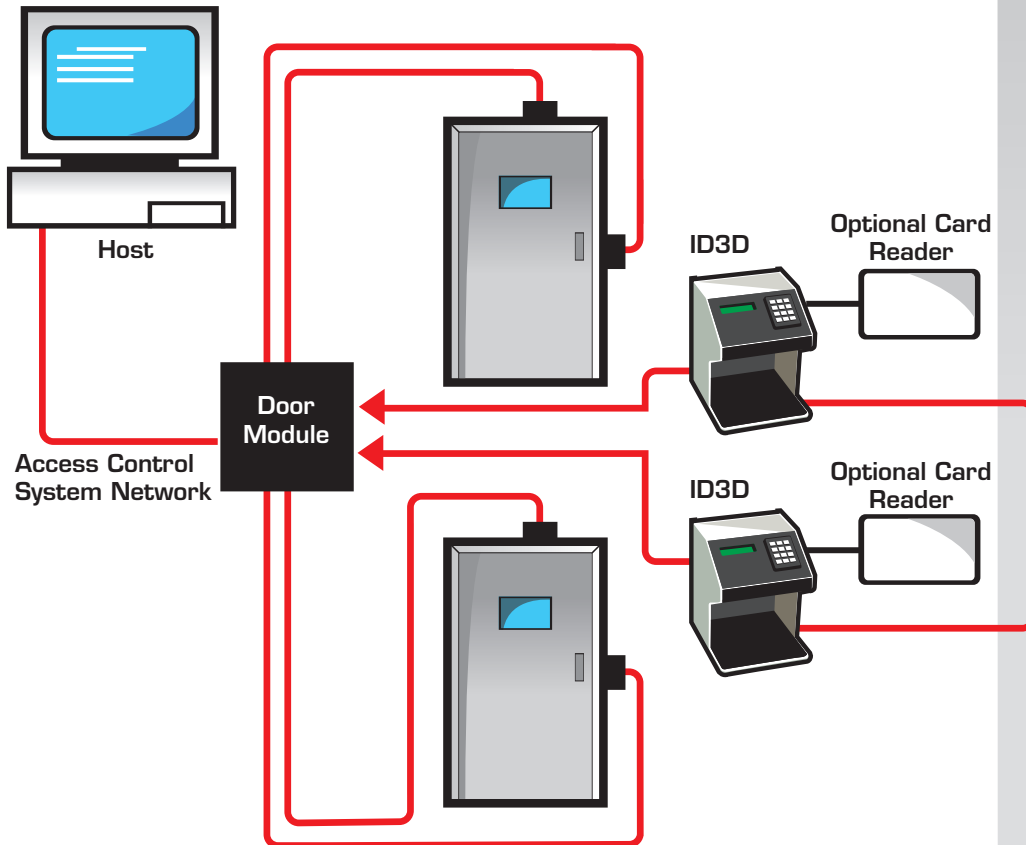 Host
ID3D
Optional Card
Reader
Door
Module
Access Control
System Network
ID3D
Optional Card
Reader